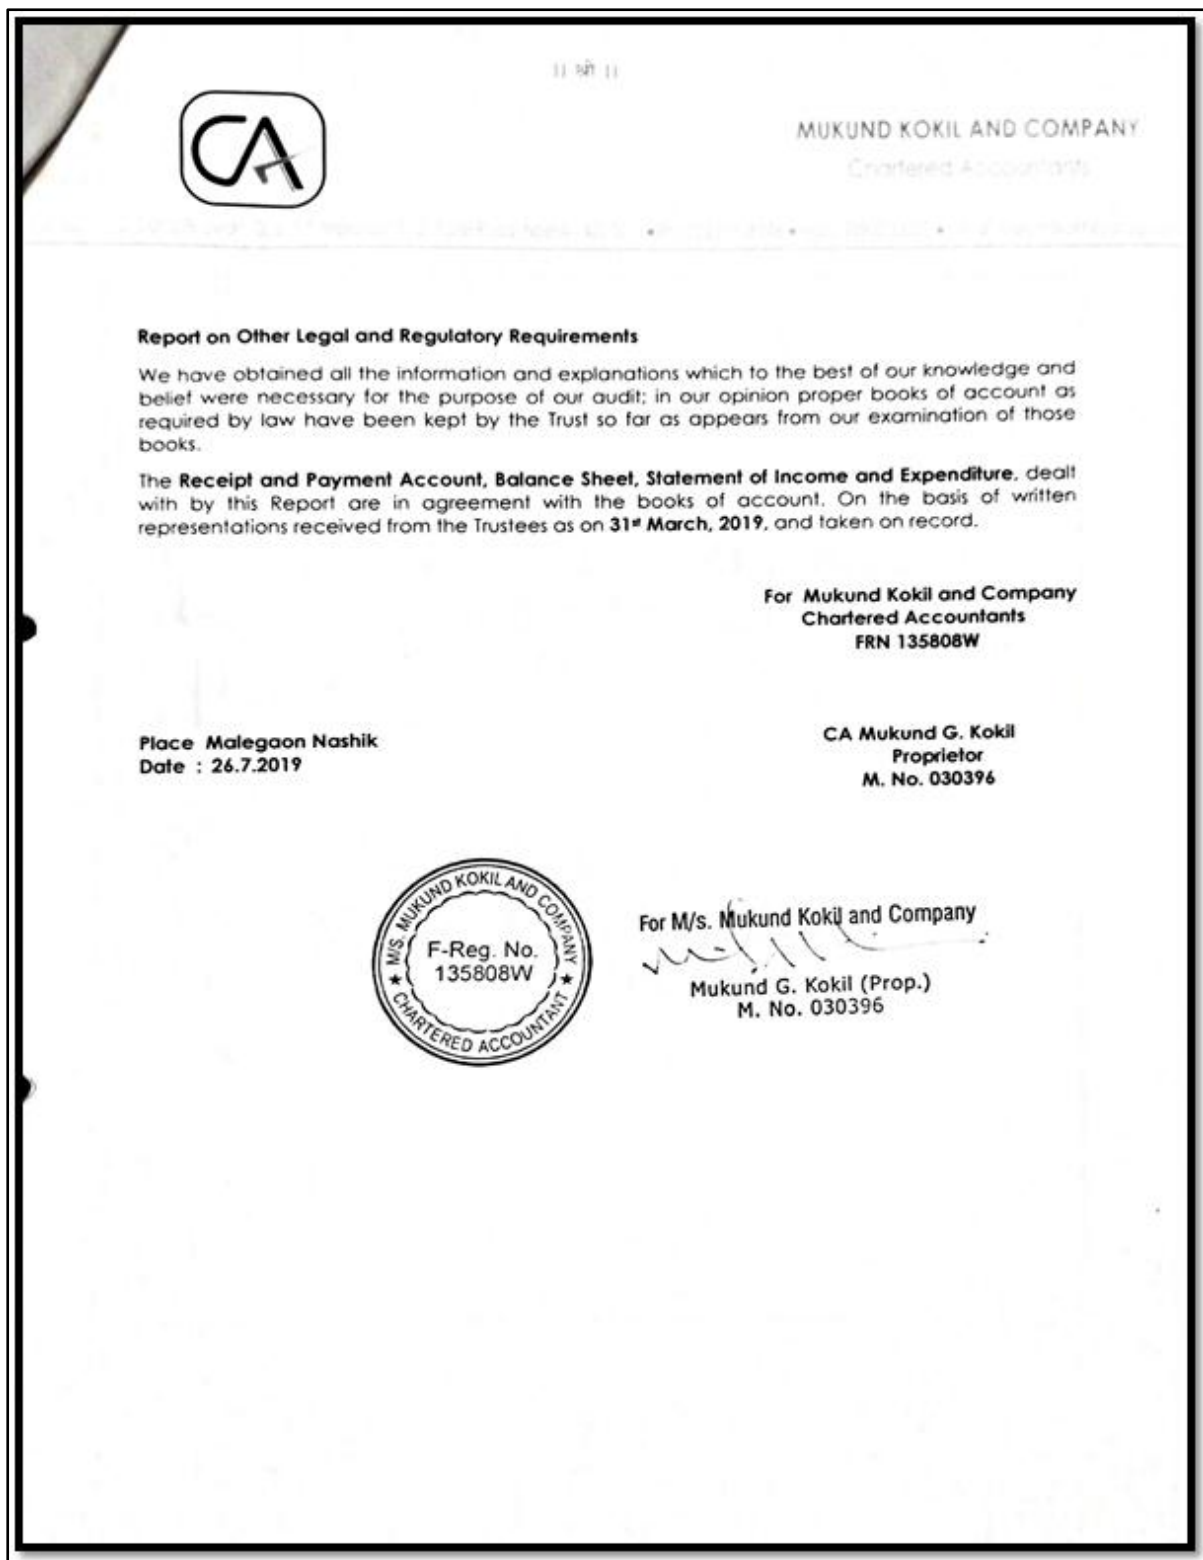 || श्री ||
CA
MUKUND KOKIL AND COMPANY
Chartered Accountants
Report on Other Legal and Regulatory Requirements
We have obtained all the information and explanations which to the best of our knowledge and
belief were necessary for the purpose of our audit; in our opinion proper books of account as
required by law have been kept by the Trust so far as appears from our examination of those
books.
The Receipt and Payment Account, Balance Sheet, Statement of Income and Expenditure, dealt
with by this Report are in agreement with the books of account. On the basis of written
representations received from the Trustees as on 31st March, 2019, and taken on record.
For Mukund Kokil and Company
Chartered Accountants
FRN 135808W
Place Malegaon Nashik
Date : 26.7.2019
CA Mukund G. Kokil
Proprietor
M. No. 030396
M/S. MUKUND KOKIL AND COMPANY
F-Reg. No.
135808W
★ CHARTERED ACCOUNTANT ★
For M/s. Mukund Kokil and Company
Mukund G. Kokil (Prop.)
M. No. 030396